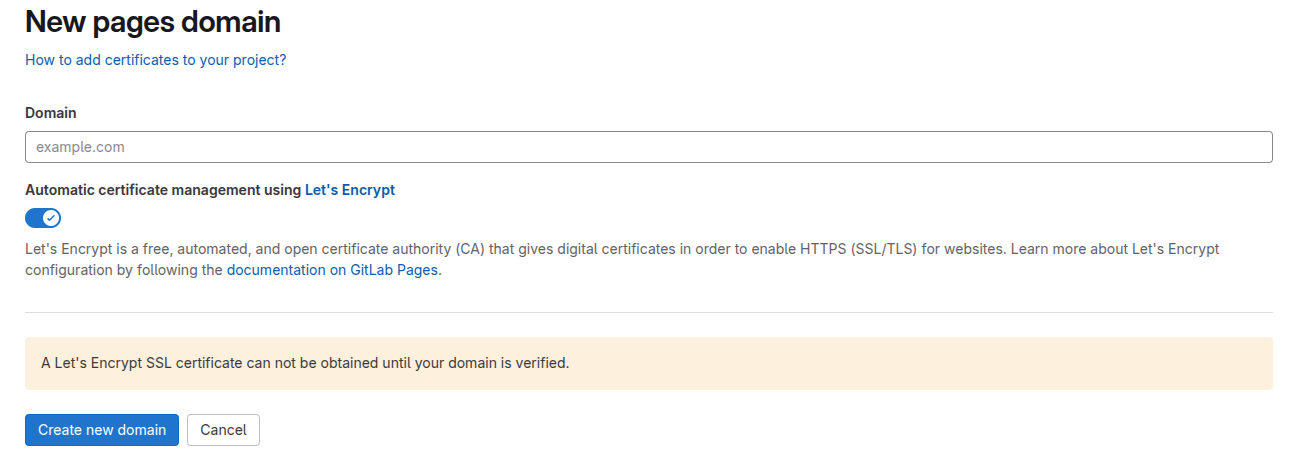 New pages domain
How to add certificates to your project?
Domain
example.com
Automatic certificate management using Let's Encrypt
Let's Encrypt is a free, automated, and open certificate authority (CA) that gives digital certificates in order to enable HTTPS (SSL/TLS) for websites. Learn more about Let's Encrypt
configuration by following the documentation on GitLab Pages.
A Let's Encrypt SSL certificate can not be obtained until your domain is verified.
Create new domain Cancel